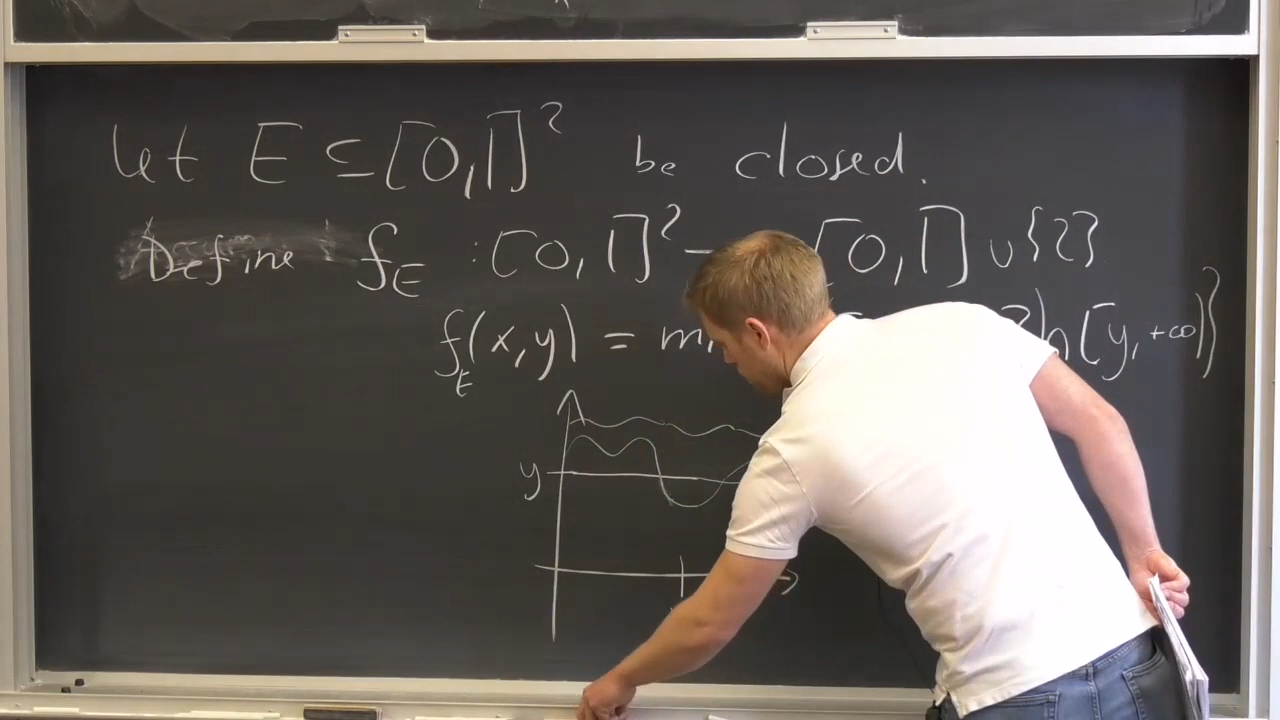 Let E ⊆ [0,1]² be closed.
Define f_E : [0,1]² → [0,1] ∪ {2}
f_E(x,y) = ∩ [y,+∞)}
y